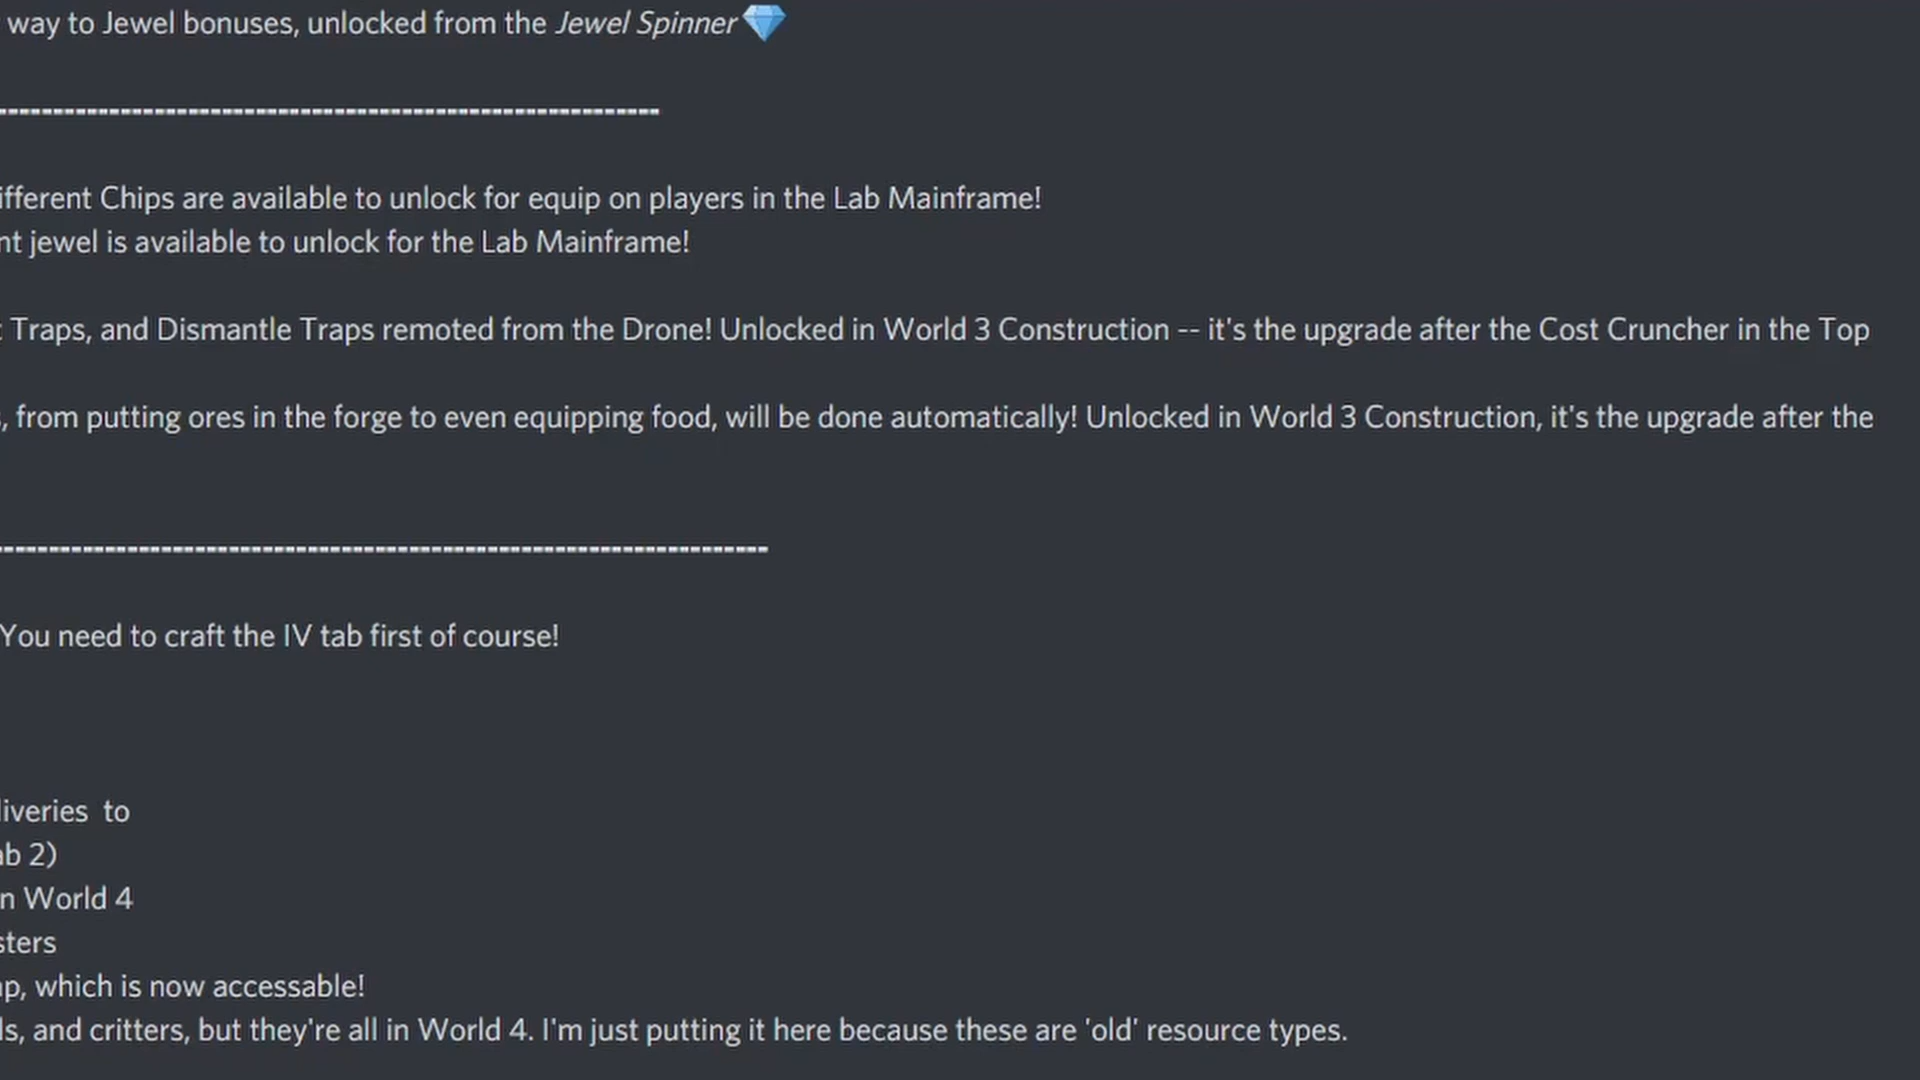 way to Jewel bonuses, unlocked from the Jewel Spinner
Chips are available to unlock for equip on players in the Lab Mainframe!
jewel is available to unlock for the Lab Mainframe!
Traps, and Dismantle Traps remoted from the Drone! Unlocked in World 3 Construction -- it's the upgrade after the Cost Cruncher in the Top
, from putting ores in the forge to even equipping food, will be done automatically! Unlocked in World 3 Construction, it's the upgrade after the
You need to craft the IV tab first of course!
to
2)
World 4
, which is now accessable!
, and critters, but they're all in World 4. I'm just putting it here because these are 'old' resource types.